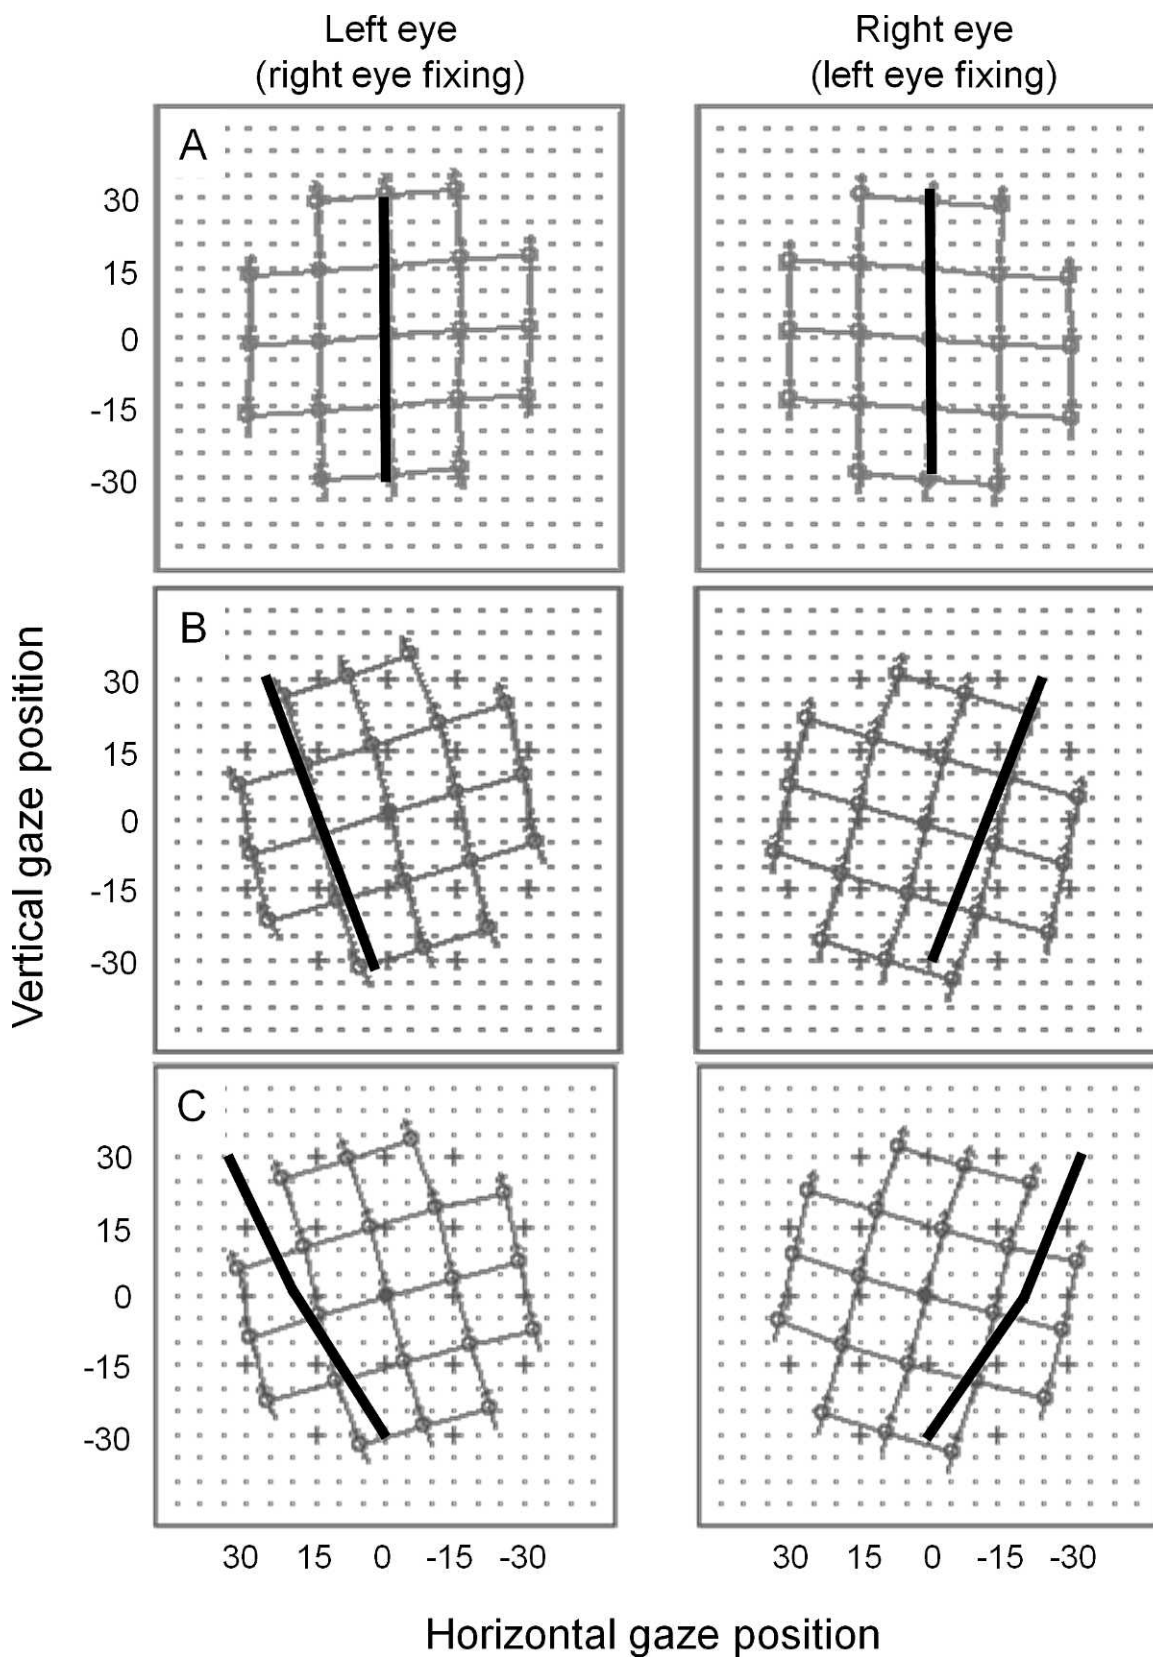 Left eye
(right eye fixing)
Right eye
(left eye fixing)
A
30
15
0
-15
-30
B
30
15
0
-15
-30
C
30
15
0
-15
-30
Vertical gaze position
30 15 0 -15 -30
30 15 0 -15 -30
Horizontal gaze position